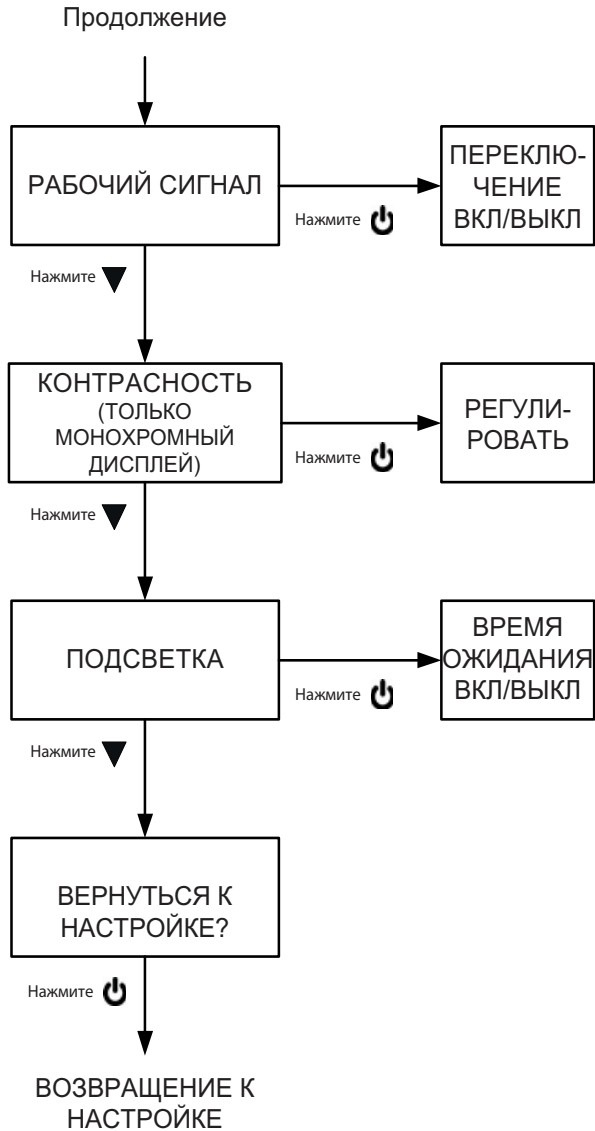 Продолжение
РАБОЧИЙ СИГНАЛ
Нажмите
ПЕРЕКЛЮ-
ЧЕНИЕ
ВКЛ/ВЫКЛ
Нажмите
КОНТРАСНОСТЬ
(ТОЛЬКО
МОНОХРОМНЫЙ
ДИСПЛЕЙ)
Нажмите
РЕГУЛИ-
РОВАТЬ
Нажмите
ПОДСВЕТКА
Нажмите
ВРЕМЯ
ОЖИДАНИЯ
ВКЛ/ВЫКЛ
Нажмите
ВЕРНУТЬСЯ К
НАСТРОЙКЕ?
Нажмите
ВОЗВРАЩЕНИЕ К
НАСТРОЙКЕ